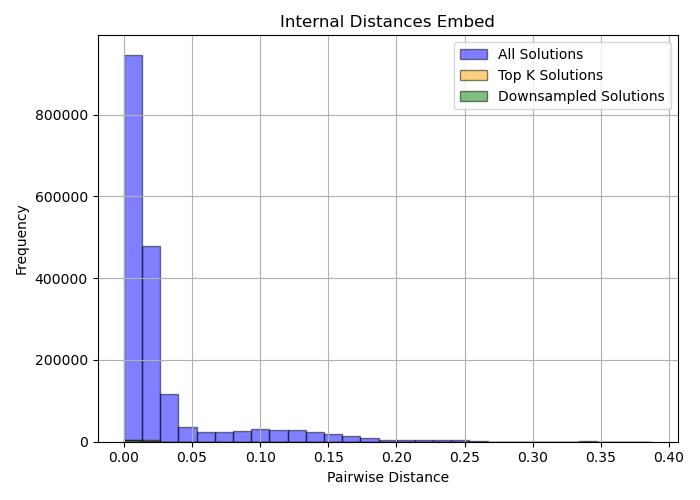 Internal Distances Embed
All Solutions
Top K Solutions
Downsampled Solutions
Frequency
800000
600000
400000
200000
0
0.00 0.05 0.10 0.15 0.20 0.25 0.30 0.35 0.40
Pairwise Distance